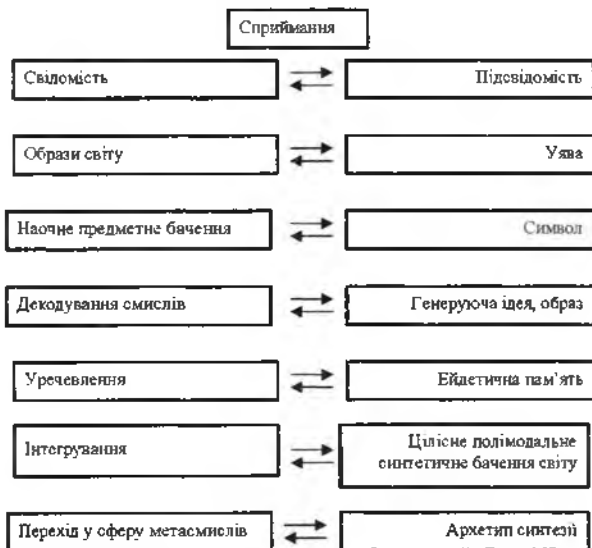 Сприймання
Свідомість
Підсвідомість
Образи світу
Уява
Наочне предметне бачення
Символ
Декодування смислів
Генеруюча ідея, образ
Уречевлення
Ейдетична пам'ять
Інтегрування
Цілісне полімодальне
синтетичне бачення світу
Перехід у сферу метасмислів
Архетип синтезії